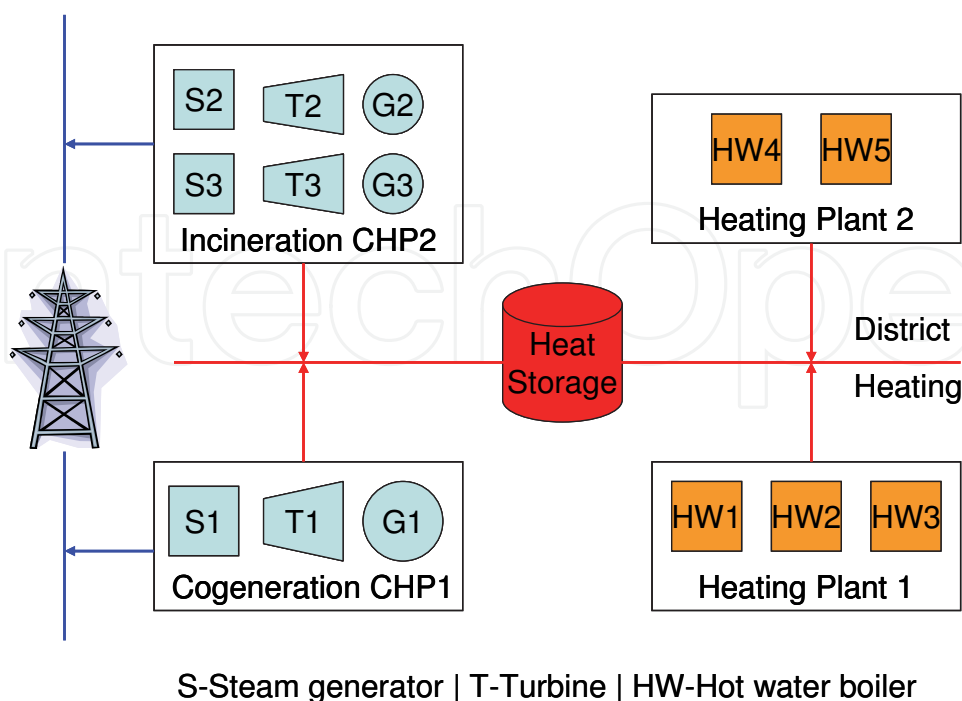 S2 T2 G2
S3 T3 G3
Incineration CHP2
HW4 HW5
Heating Plant 2
ntechOpe
Heat
Storage
District
Heating
S1 T1 G1
Cogeneration CHP1
HW1 HW2 HW3
Heating Plant 1
S-Steam generator | T-Turbine | HW-Hot water boiler